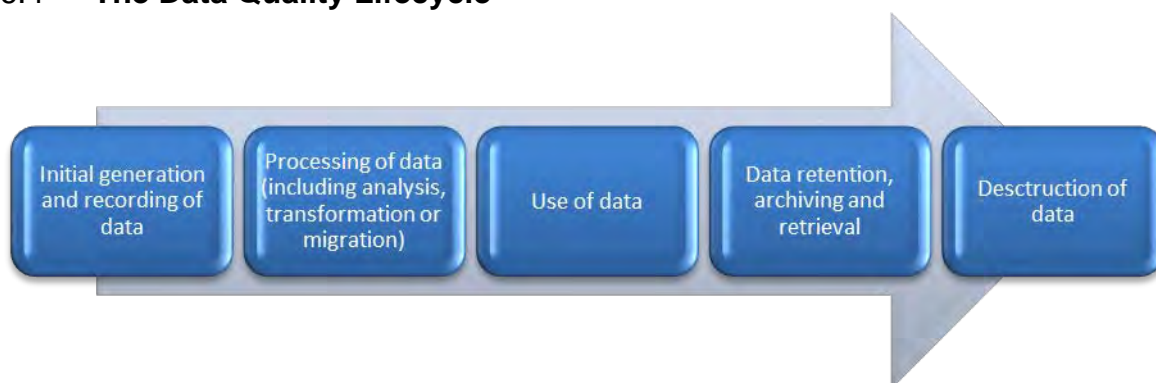 The Data Quality Lifecycle
Initial generation
and recording of
data
Processing of data
(including analysis,
transformation or
migration)
Use of data
Data retention,
archiving and
retrieval
Desctruction of
data